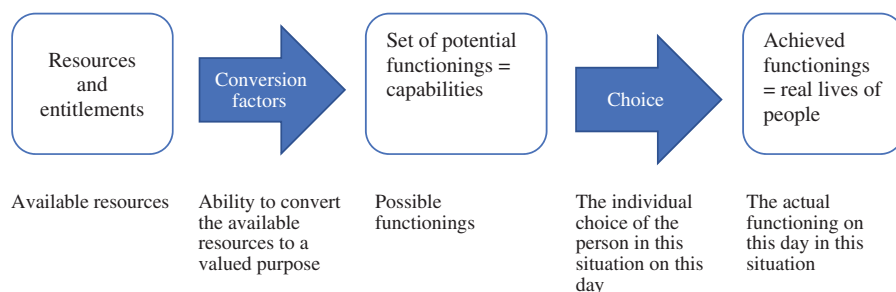 Resources
and
entitlements
Conversion
factors
Set of potential
functionings =
capabilities
Choice
Achieved
functionings
= real lives of
people
Available resources
Ability to convert
the available
resources to a
valued purpose
Possible
functionings
The individual
choice of the
person in this
situation on this
day
The actual
functioning on
this day in this
situation